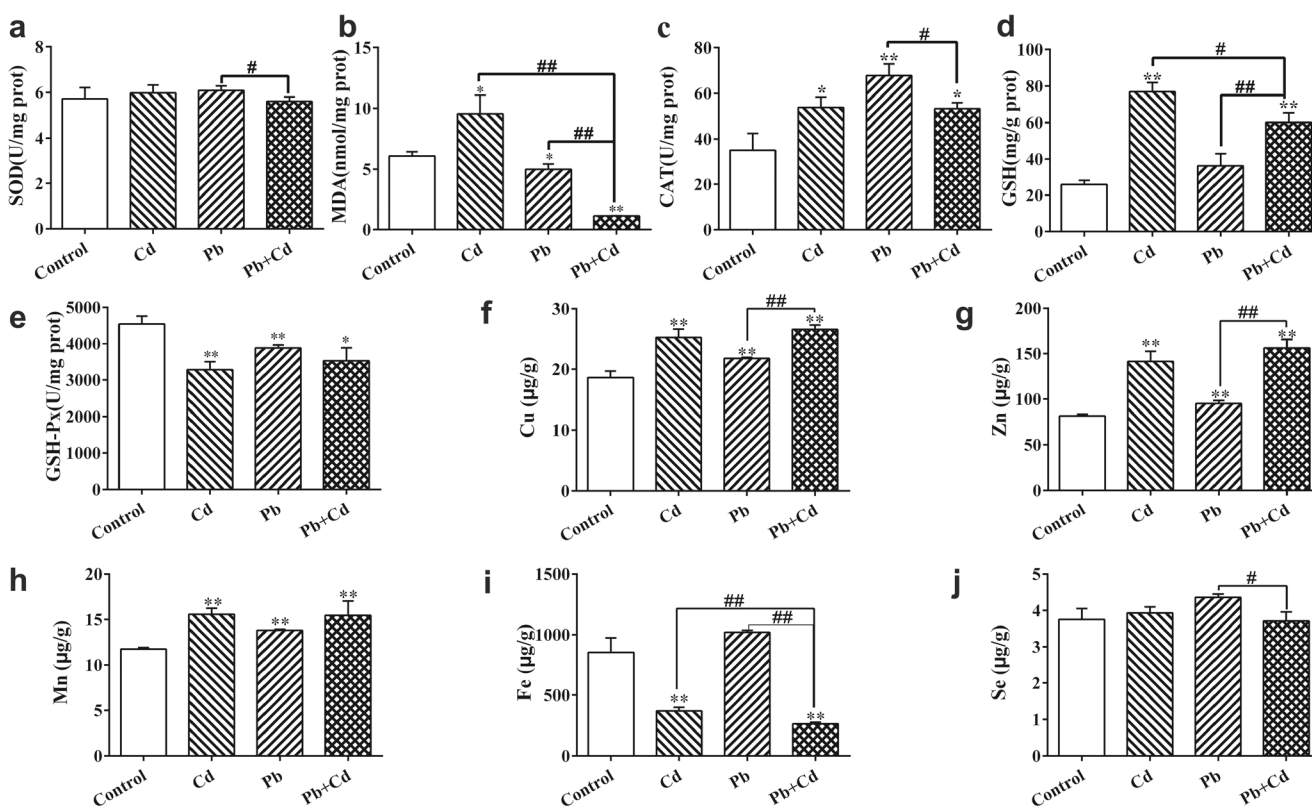 a
SOD(U/mg prot)
8
6
4
2
0
#
Control
Cd
Pb
Pb+Cd
b
MDA(nmol/mg prot)
15
10
5
0
##
##
*
*
**
Control
Cd
Pb
Pb+Cd
c
CAT(U/mg prot)
80
60
40
20
0
#
*
**
*
Control
Cd
Pb
Pb+Cd
d
GSH(mg/g prot)
100
80
60
40
20
0
#
##
**
**
Control
Cd
Pb
Pb+Cd
e
GSH-Px(U/mg prot)
5000
4000
3000
2000
1000
0
**
**
*
Control
Cd
Pb
Pb+Cd
f
Cu (µg/g)
30
20
10
0
##
**
**
**
Control
Cd
Pb
Pb+Cd
g
Zn (µg/g)
200
150
100
50
0
##
**
**
**
Control
Cd
Pb
Pb+Cd
h
Mn (µg/g)
20
15
10
5
0
**
**
**
Control
Cd
Pb
Pb+Cd
i
Fe (µg/g)
1500
1000
500
0
##
##
**
**
Control
Cd
Pb
Pb+Cd
j
Se (µg/g)
5
4
3
2
1
0
#
Control
Cd
Pb
Pb+Cd